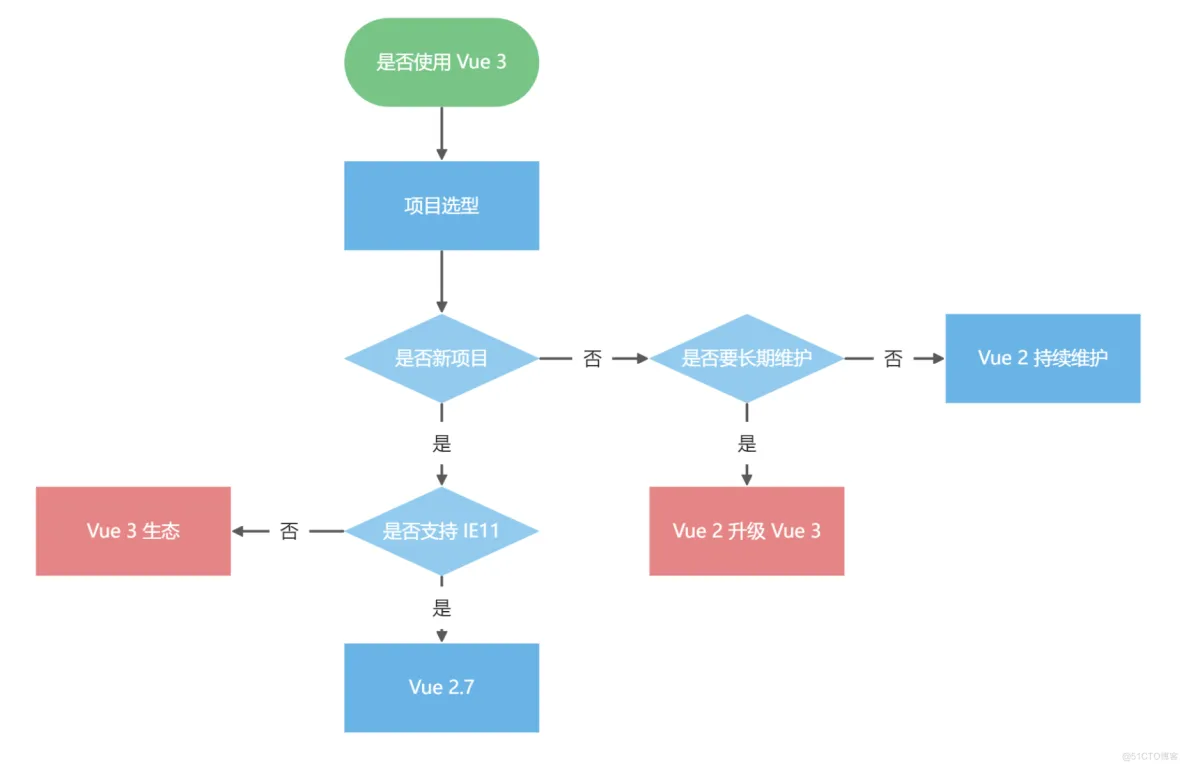 是否使用 Vue 3
项目选型
是否新项目
否
是否要长期维护
否
Vue 2 持续维护
是
是
Vue 3 生态
否
是否支持 IE11
Vue 2 升级 Vue 3
是
Vue 2.7
@51CTO博客